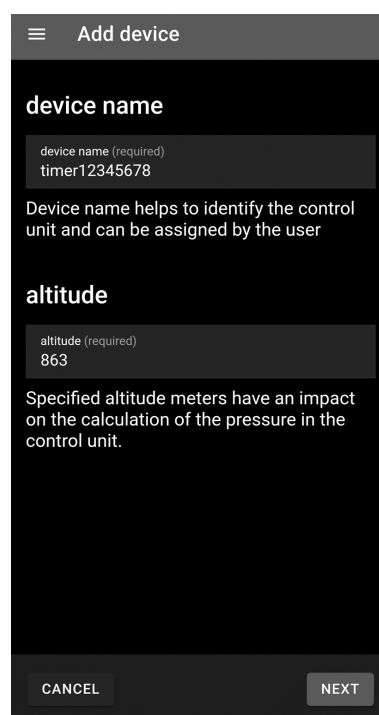 Add device
device name
device name (required)
timer12345678
Device name helps to identify the control
unit and can be assigned by the user
altitude
altitude (required)
863
Specified altitude meters have an impact
on the calculation of the pressure in the
control unit.
CANCEL
NEXT